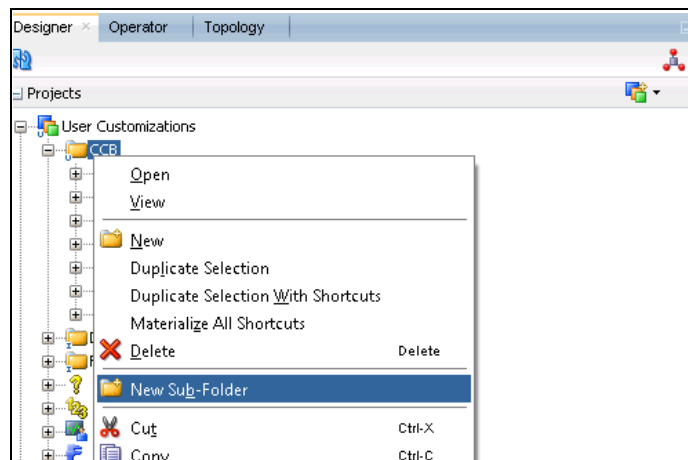 Designer Operator Topology
Projects
User Customizations
CCB
Open
View
New
Duplicate Selection
Duplicate Selection With Shortcuts
Materialize All Shortcuts
Delete Delete
New Sub-Folder
Cut Ctrl-X
Copy Ctrl-C